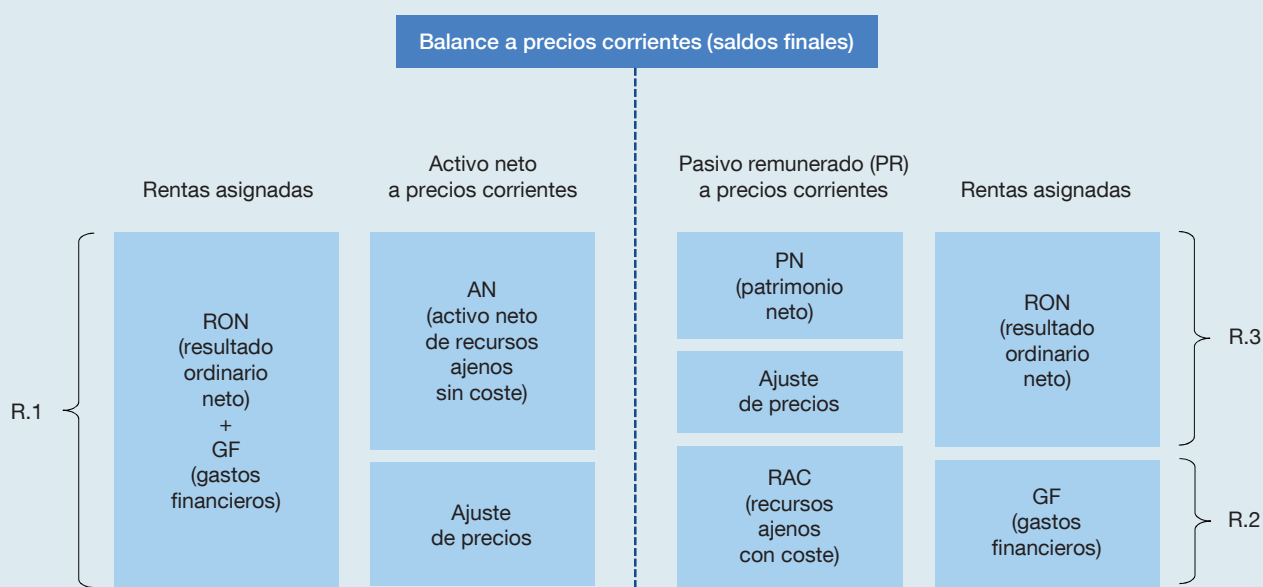 Balance a precios corrientes (saldos finales)
Rentas asignadas
Activo neto
a precios corrientes
Pasivo remunerado (PR)
a precios corrientes
Rentas asignadas
R.1
RON
(resultado
ordinario
neto)
+
GF
(gastos
financieros)
AN
(activo neto
de recursos
ajenos
sin coste)
Ajuste
de precios
PN
(patrimonio
neto)
Ajuste
de precios
RAC
(recursos
ajenos
con coste)
RON
(resultado
ordinario
neto)
GF
(gastos
financieros)
R.3
R.2